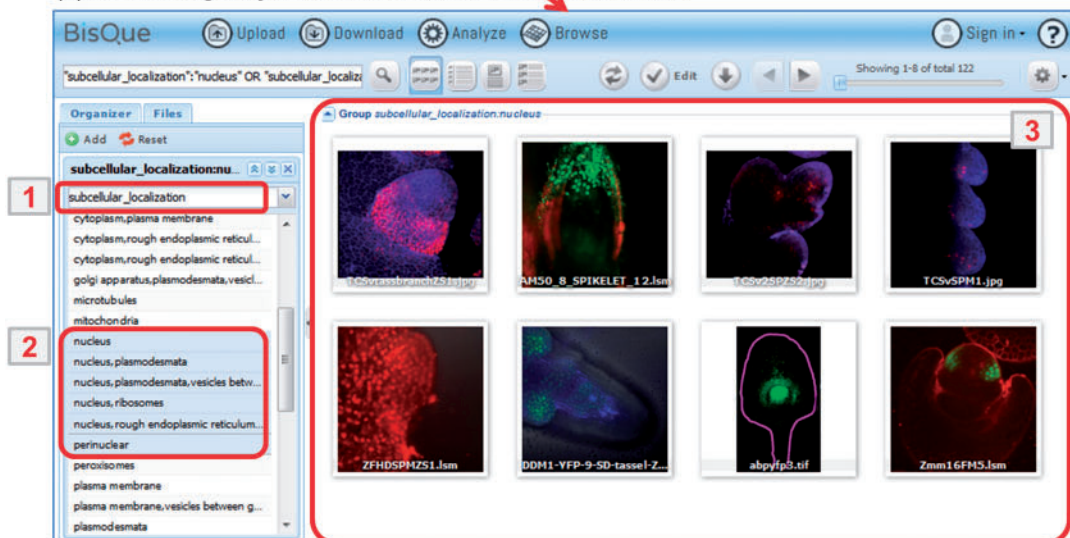 BisQue Upload Download Analyze Browse Sign in ?
"subcellular_localization":"nucleus" OR "subcellular_localiza
Edit
Showing 1-8 of total 122
Organizer Files
Add Reset
subcellular_localization:nu...
1
subcellular_localization
cytoplasm,plasma membrane
cytoplasm,rough endoplasmic reticul...
cytoplasm,rough endoplasmic reticul...
golgi apparatus,plasmodesmata,vesicl...
microtubules
mitochondria
2
nucleus
nucleus,plasmodesmata
nucleus,plasmodesmata,vesicles betw...
nucleus,ribosomes
nucleus,rough endoplasmic reticulum...
perinuclear
peroxisomes
plasma membrane
plasma membrane,vesicles between g...
plasmodesmata
Group subcellular_localization:nucleus
3
AM50_8_SPIKELET_12.lsm
TCSv2SPZS2.jpg
TCSvSPM1.jpg
ZFHDSPMZS1.lsm
DDM1-YFP-9-SD-tassel-Z...
abpyfp3.tif
Zmm16FM5.lsm